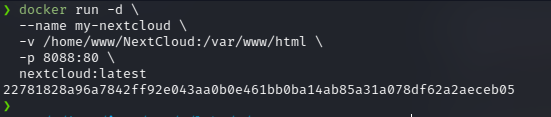 ❯ docker run -d \
--name my-nextcloud \
-v /home/www/NextCloud:/var/www/html \
-p 8088:80 \
nextcloud:latest
22781828a96a7842ff92e043aa0b0e461bb0ba14ab85a31a078df62a2aeceb05
❯